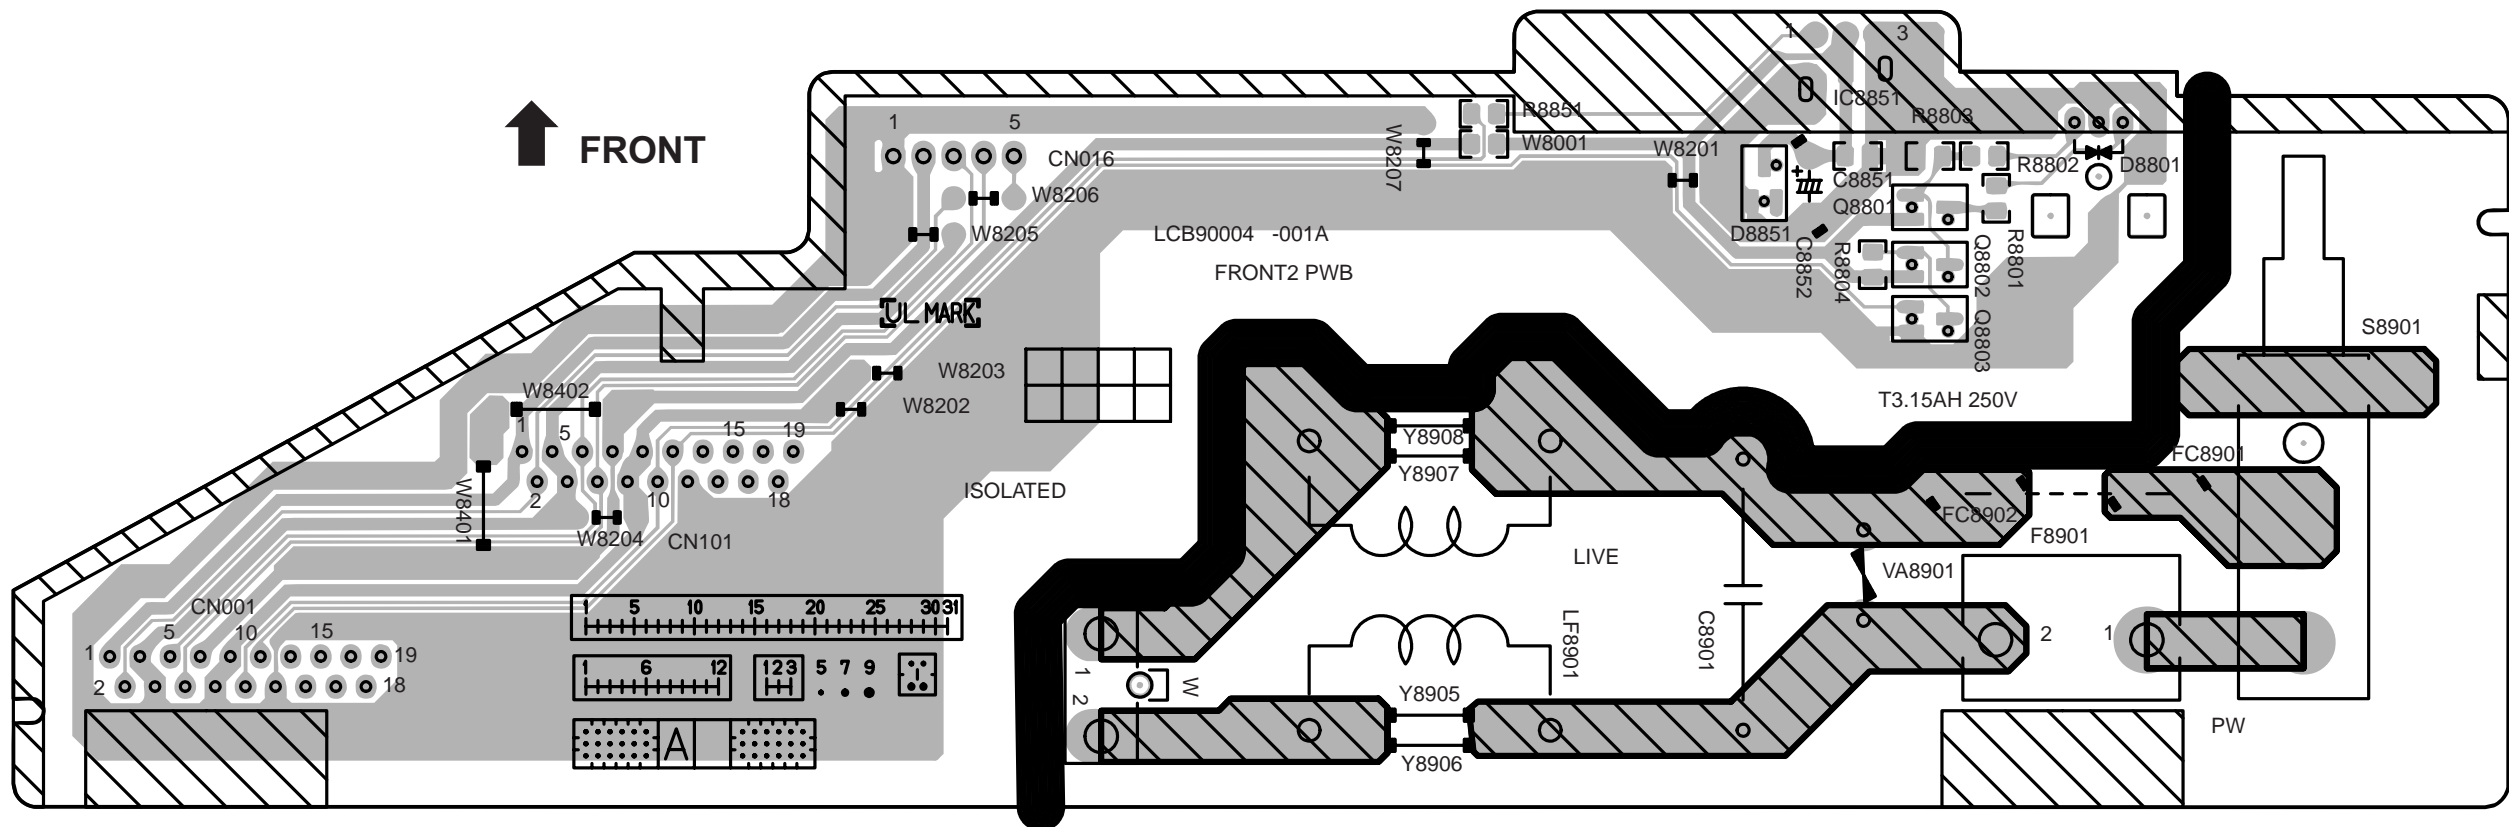 FRONT
1 3
IC8851
R8851
R8803
W8001
1 5
CN016
W8207
W8201
C8851
R8802
D8801
W8206
Q8801
W8205
LCB90004 -001A
D8851
C8852
R8804
Q8802
R8801
FRONT2 PWB
UL MARK
Q8803
S8901
W8203
W8402
W8202
T3.15AH 250V
1 5 15 19
Y8908
Y8907
FC8901
2 10 18
W8401
ISOLATED
FC8902
W8204
CN101
F8901
LIVE
VA8901
CN001
1 5 10 15 20 25 30 31
LF8901
C8901
1 5 10 15 19
2 18
1 6 12
1 2 3
5 7 9
1
2
W
2 1
Y8905
A
PW
Y8906